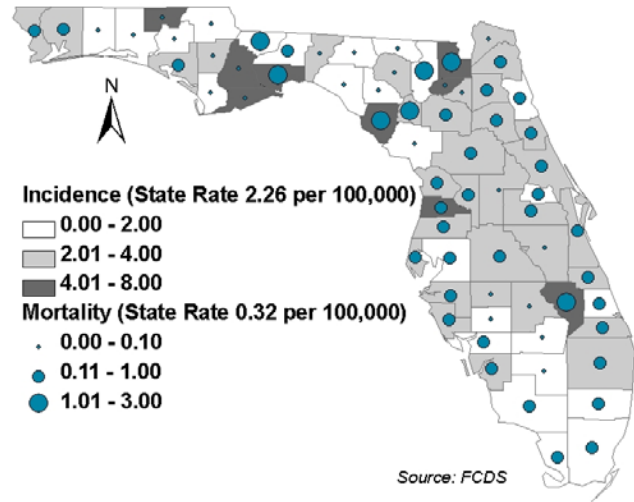 N
Incidence (State Rate 2.26 per 100,000)
0.00 - 2.00
2.01 - 4.00
4.01 - 8.00
Mortality (State Rate 0.32 per 100,000)
0.00 - 0.10
0.11 - 1.00
1.01 - 3.00
Source: FCDS